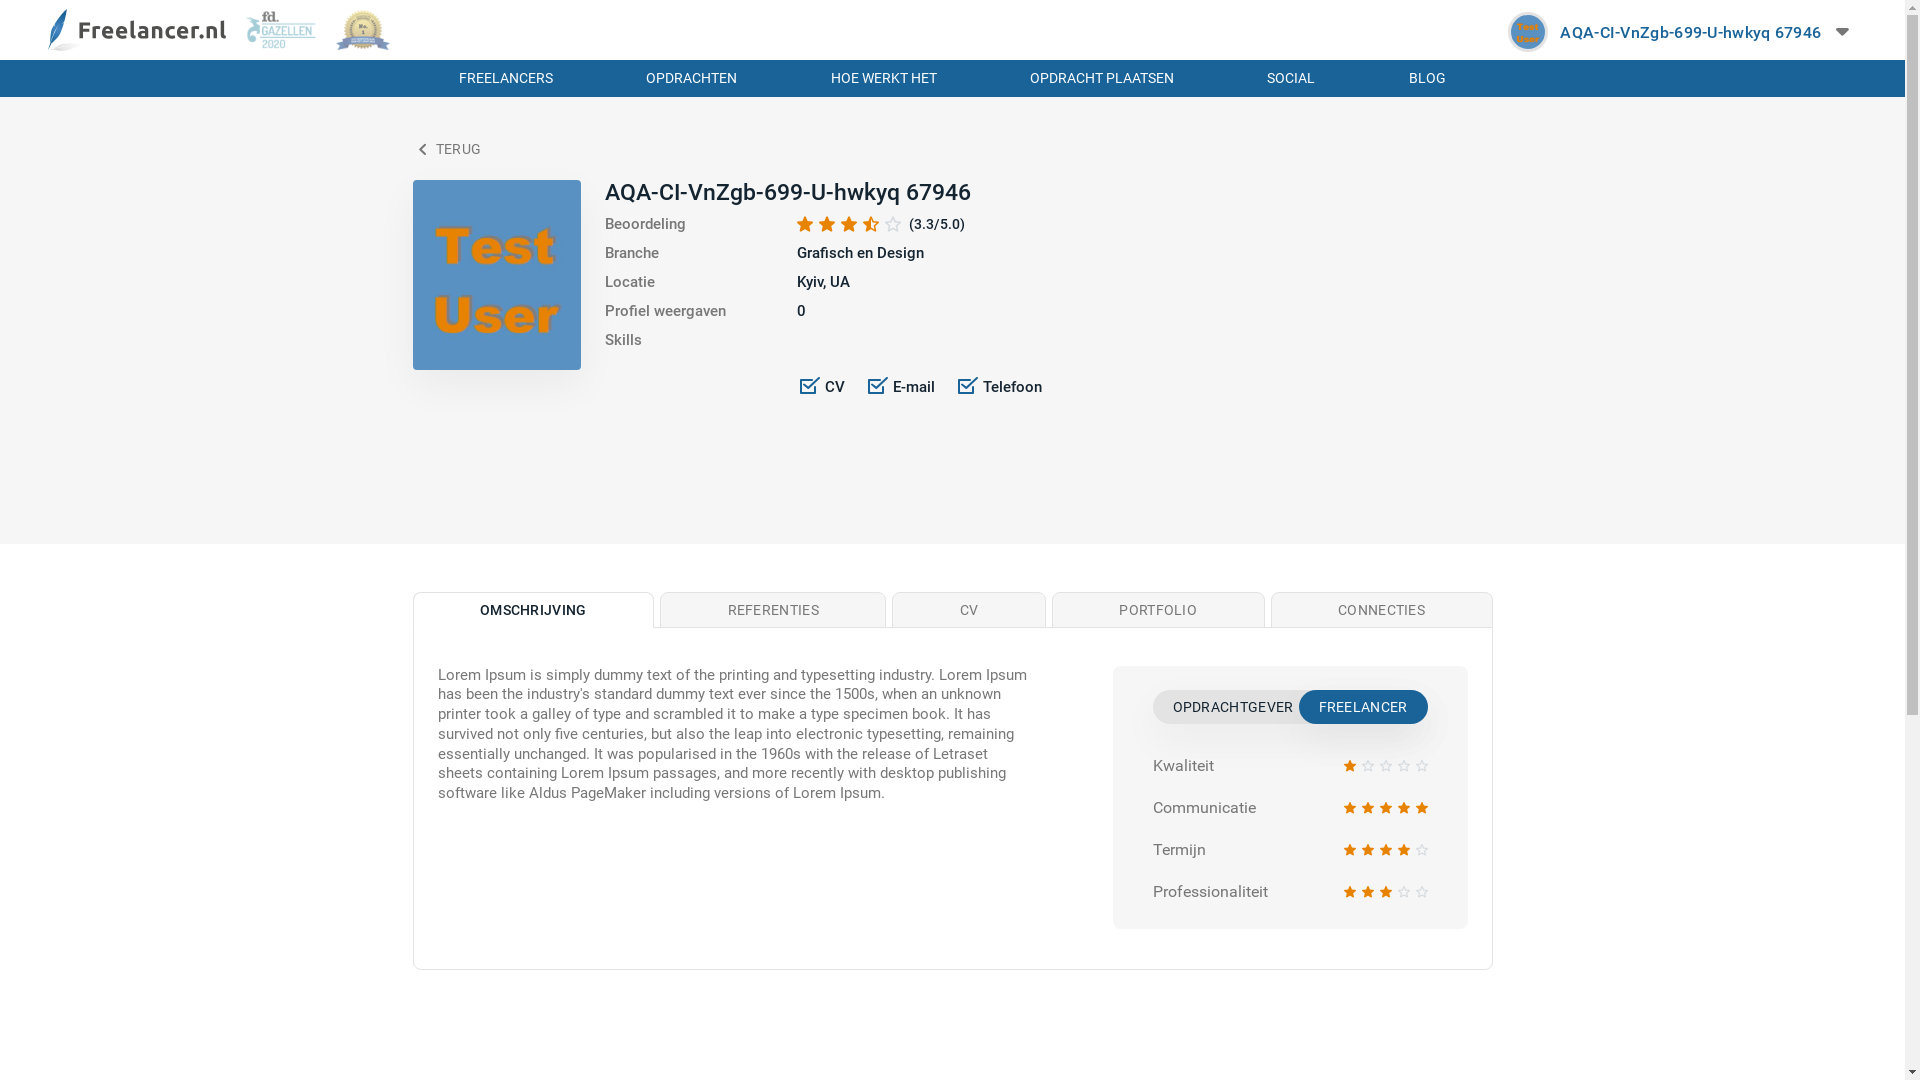 Freelancer.nl
fd.
GAZELLEN
2020
AQA-CI-VnZgb-699-U-hwkyq 67946
FREELANCERS OPDRACHTEN HOE WERKT HET OPDRACHT PLAATSEN SOCIAL BLOG
TERUG
Test
User
AQA-CI-VnZgb-699-U-hwkyq 67946
Beoordeling (3.3/5.0)
Branche Grafisch en Design
Locatie Kyiv, UA
Profiel weergaven 0
Skills
CV E-mail Telefoon
OMSCHRIJVING REFERENTIES CV PORTFOLIO CONNECTIES
Lorem Ipsum is simply dummy text of the printing and typesetting industry. Lorem Ipsum
has been the industry's standard dummy text ever since the 1500s, when an unknown
printer took a galley of type and scrambled it to make a type specimen book. It has
survived not only five centuries, but also the leap into electronic typesetting, remaining
essentially unchanged. It was popularised in the 1960s with the release of Letraset
sheets containing Lorem Ipsum passages, and more recently with desktop publishing
software like Aldus PageMaker including versions of Lorem Ipsum.
OPDRACHTGEVER FREELANCER
Kwaliteit
Communicatie
Termijn
Professionaliteit